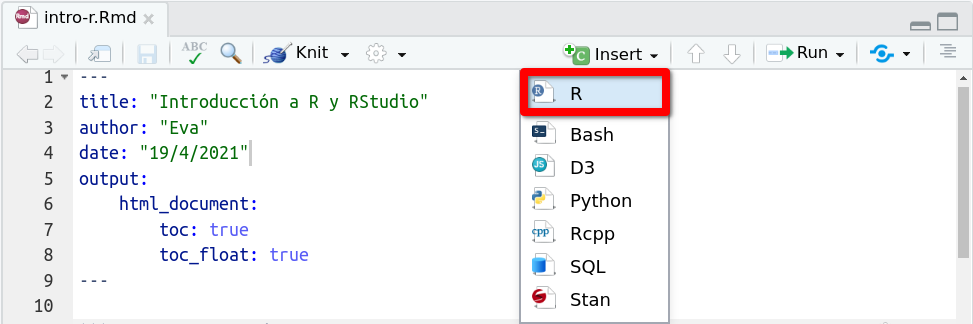 intro-r.Rmd
ABC Knit Insert Run
1 ---
2 title: "Introducción a R y RStudio"
3 author: "Eva"
4 date: "19/4/2021"
5 output:
6 html_document:
7 toc: true
8 toc_float: true
9 ---
10
R
Bash
D3
Python
Rcpp
SQL
Stan